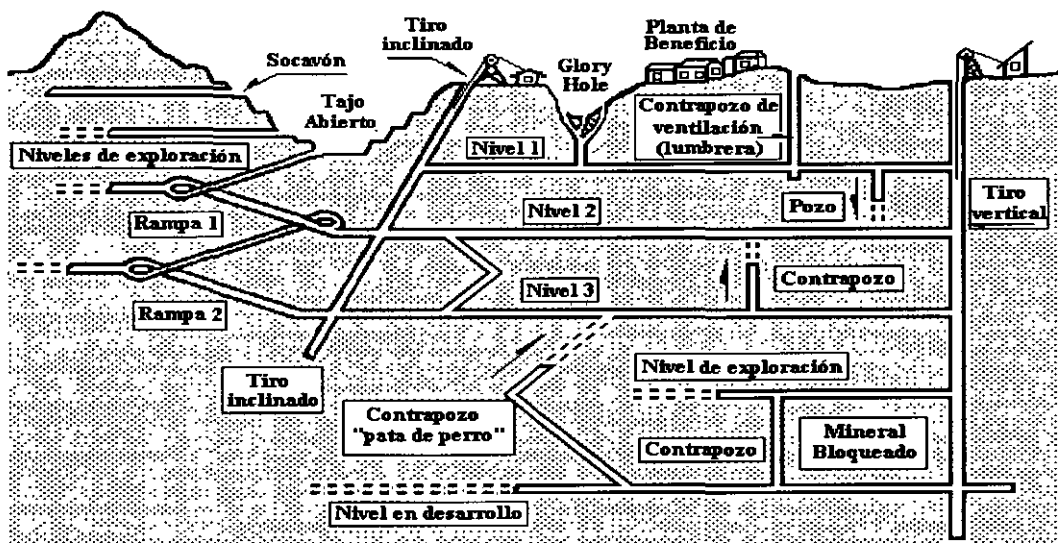 Tiro
inclinado
Socavón
Tajo
Abierto
Glory
Hole
Planta de
Beneficio
Contrapozo de
ventilación
(lumbrera)
Niveles de exploración
Nivel 1
Rampa 1
Nivel 2
Pozo
Tiro
vertical
Rampa 2
Nivel 3
Contrapozo
Tiro
inclinado
Contrapozo
"pata de perro"
Nivel de exploración
Contrapozo
Mineral
Bloqueado
Nivel en desarrollo